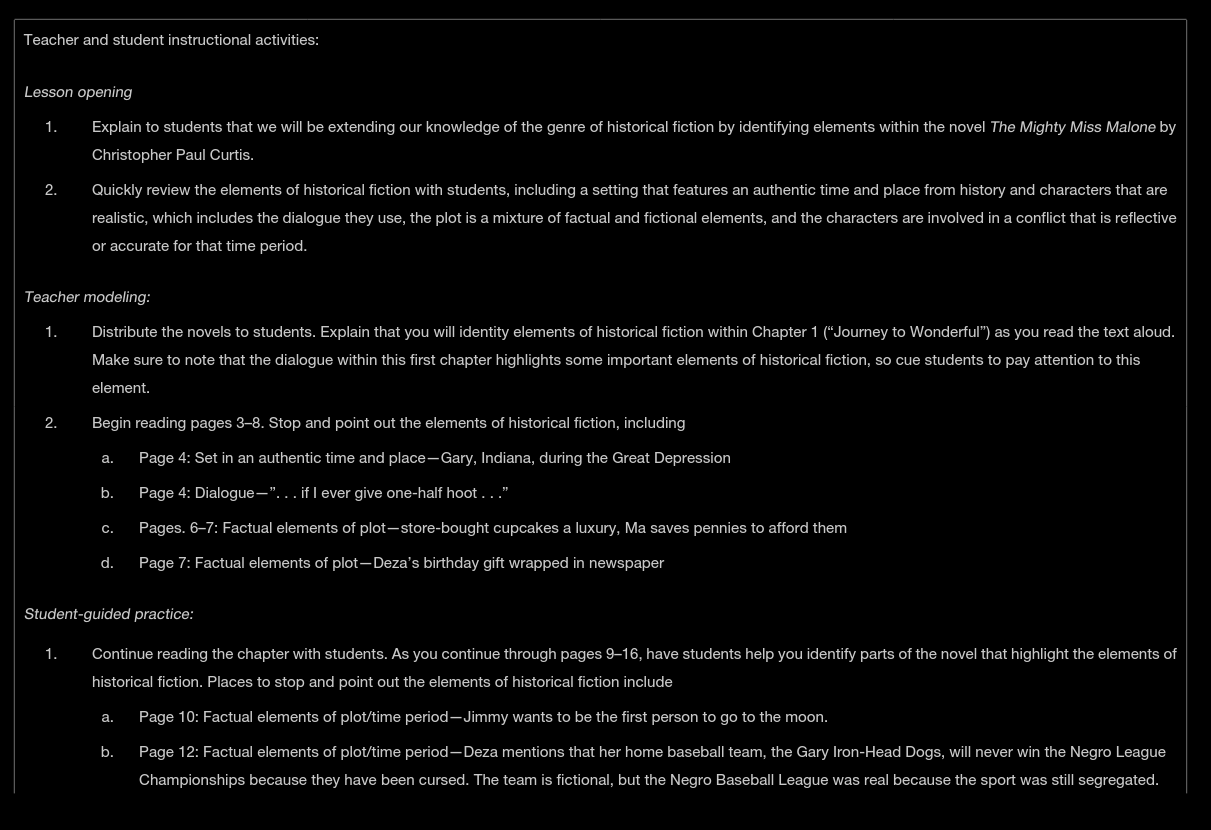 Teacher and student instructional activities:
Lesson opening
1. Explain to students that we will be extending our knowledge of the genre of historical fiction by identifying elements within the novel The Mighty Miss Malone by
Christopher Paul Curtis.
2. Quickly review the elements of historical fiction with students, including a setting that features an authentic time and place from history and characters that are
realistic, which includes the dialogue they use, the plot is a mixture of factual and fictional elements, and the characters are involved in a conflict that is reflective
or accurate for that time period.
Teacher modeling:
1. Distribute the novels to students. Explain that you will identity elements of historical fiction within Chapter 1 (“Journey to Wonderful”) as you read the text aloud.
Make sure to note that the dialogue within this first chapter highlights some important elements of historical fiction, so cue students to pay attention to this
element.
2. Begin reading pages 3–8. Stop and point out the elements of historical fiction, including
a. Page 4: Set in an authentic time and place—Gary, Indiana, during the Great Depression
b. Page 4: Dialogue—”. . . if I ever give one-half hoot . . .”
c. Pages. 6–7: Factual elements of plot—store-bought cupcakes a luxury, Ma saves pennies to afford them
d. Page 7: Factual elements of plot—Deza’s birthday gift wrapped in newspaper
Student-guided practice:
1. Continue reading the chapter with students. As you continue through pages 9–16, have students help you identify parts of the novel that highlight the elements of
historical fiction. Places to stop and point out the elements of historical fiction include
a. Page 10: Factual elements of plot/time period—Jimmy wants to be the first person to go to the moon.
b. Page 12: Factual elements of plot/time period—Deza mentions that her home baseball team, the Gary Iron-Head Dogs, will never win the Negro League
Championships because they have been cursed. The team is fictional, but the Negro Baseball League was real because the sport was still segregated.